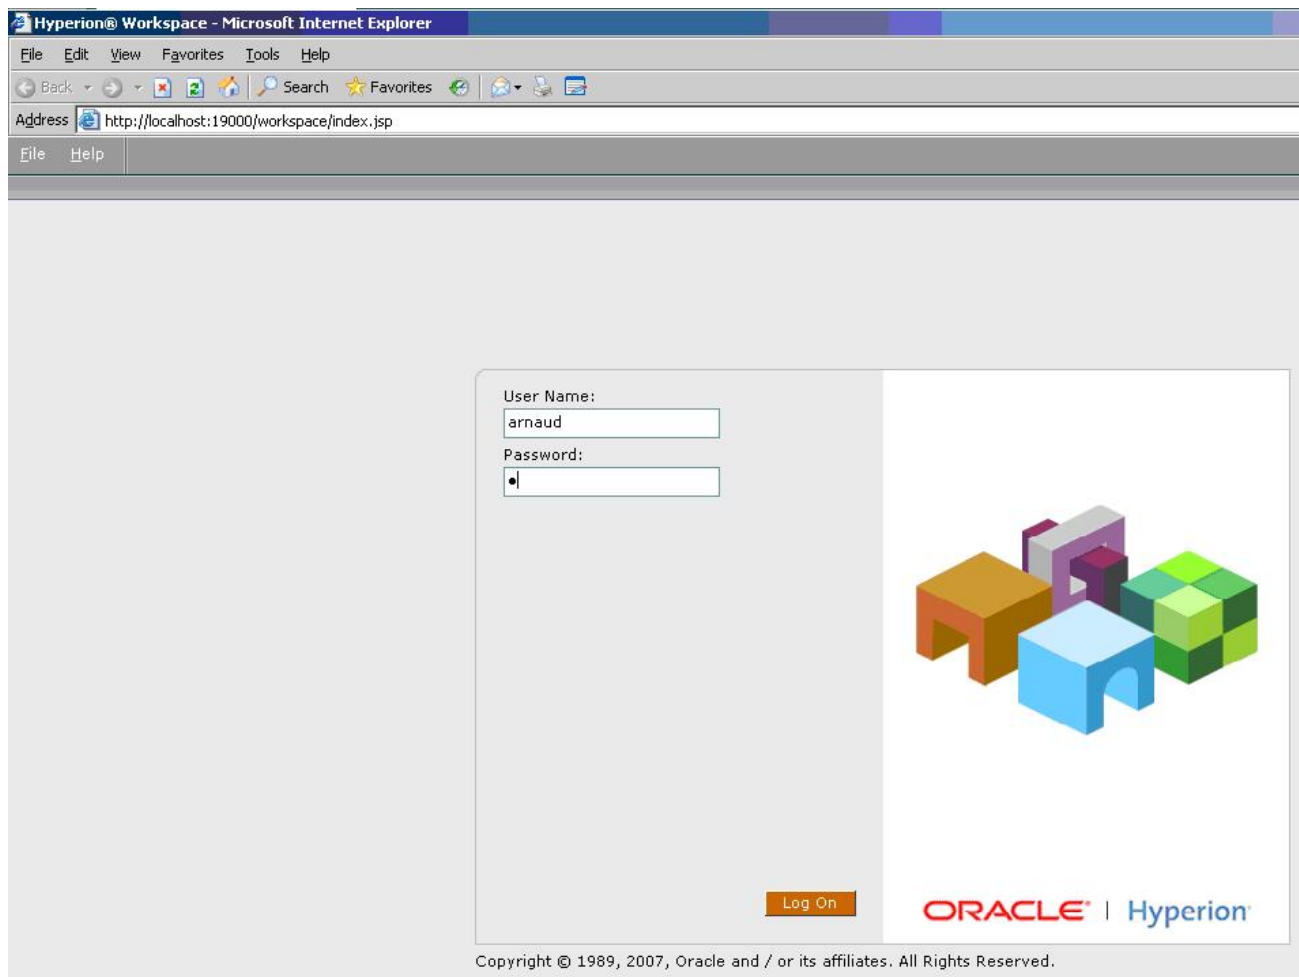 Hyperion® Workspace - Microsoft Internet Explorer
File Edit View Favorites Tools Help
Back Search Favorites
Address http://localhost:19000/workspace/index.jsp
File Help
User Name:
arnaud
Password:
•
Log On
ORACLE® | Hyperion
Copyright © 1989, 2007, Oracle and / or its affiliates. All Rights Reserved.